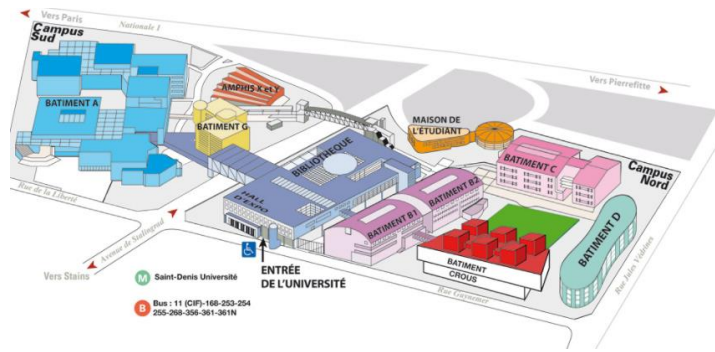 Vers Paris
Nationale I
Campus
Sud
BATIMENT A
AMPHIS X et Y
BATIMENT G
Vers Pierrefitte
MAISON DE
L'ÉTUDIANT
BIBLIOTHEQUE
HALL
D'EXPO
BATIMENT C
Campus
Nord
BATIMENT B2
BATIMENT B1
BATIMENT D
BATIMENT
CROUS
Rue de la Liberté
Avenue de Stalingrad
Vers Stains
ENTRÉE
DE L'UNIVERSITÉ
Rue Guynemer
Rue Jules Védrines
M Saint-Denis Université
B Bus : 11 (CIF)-168-253-254
255-268-356-361-361N